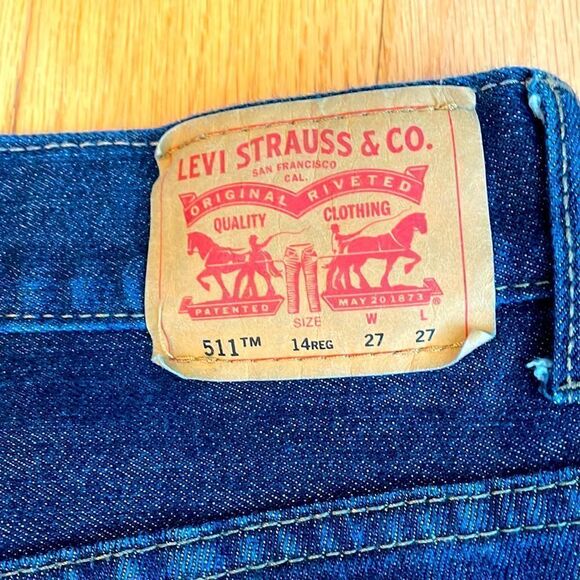 LEVI STRAUSS & CO.
SAN FRANCISCO
CAL.
ORIGINAL RIVETED
QUALITY CLOTHING
PATENTED MAY 20 1873 ®
SIZE W L
511™ 14REG 27 27